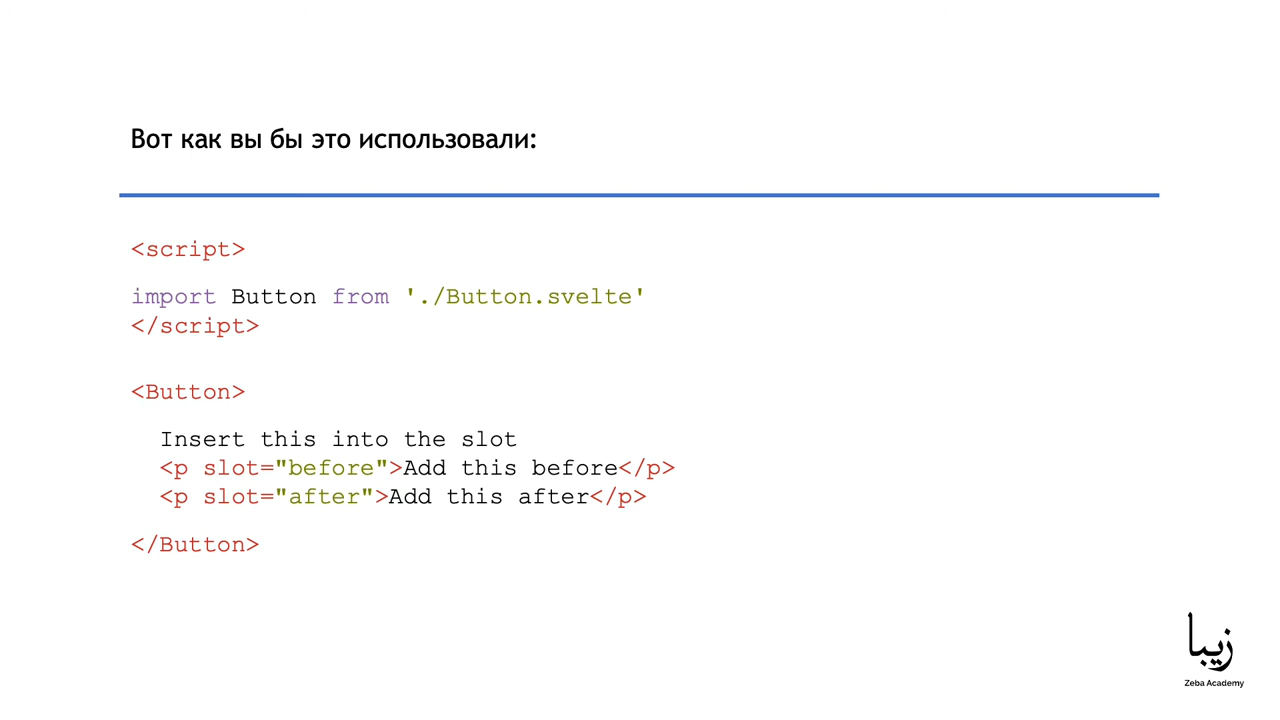 Вот как вы бы это использовали:
<script>
import Button from './Button.svelte'
</script>
<Button>
Insert this into the slot
<p slot="before">Add this before</p>
<p slot="after">Add this after</p>
</Button>
زيبا
Zeba Academy